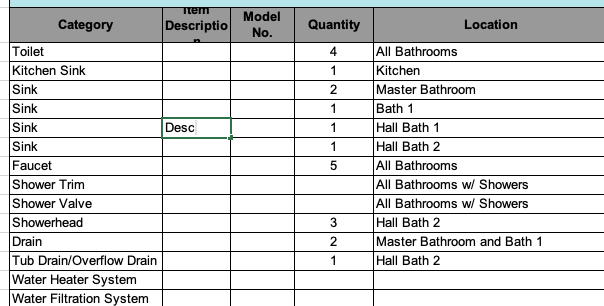 Category Item Descriptio n Model No. Quantity Location
Toilet 4 All Bathrooms
Kitchen Sink 1 Kitchen
Sink 2 Master Bathroom
Sink 1 Bath 1
Sink Desc 1 Hall Bath 1
Sink 1 Hall Bath 2
Faucet 5 All Bathrooms
Shower Trim All Bathrooms w/ Showers
Shower Valve All Bathrooms w/ Showers
Showerhead 3 Hall Bath 2
Drain 2 Master Bathroom and Bath 1
Tub Drain/Overflow Drain 1 Hall Bath 2
Water Heater System
Water Filtration System